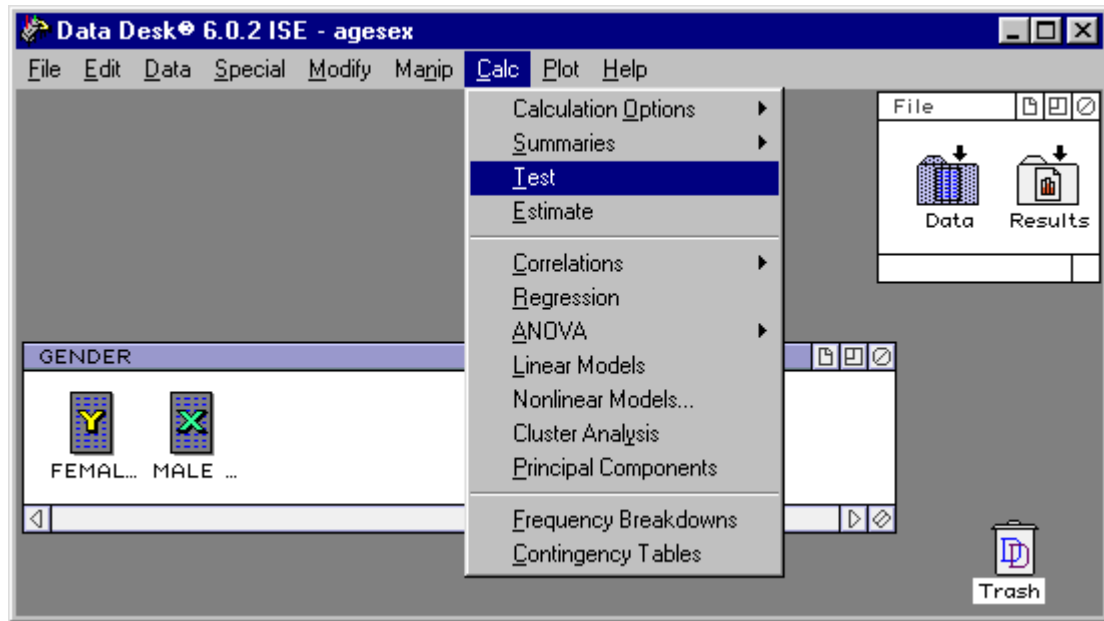 Data Desk® 6.0.2 ISE - agesex
File Edit Data Special Modify Manip Calc Plot Help
Calculation Options
Summaries
Test
Estimate
Correlations
Regression
ANOVA
Linear Models
Nonlinear Models...
Cluster Analysis
Principal Components
Frequency Breakdowns
Contingency Tables
File
Data Results
GENDER
Y X
FEMAL... MALE ...
DD
Trash